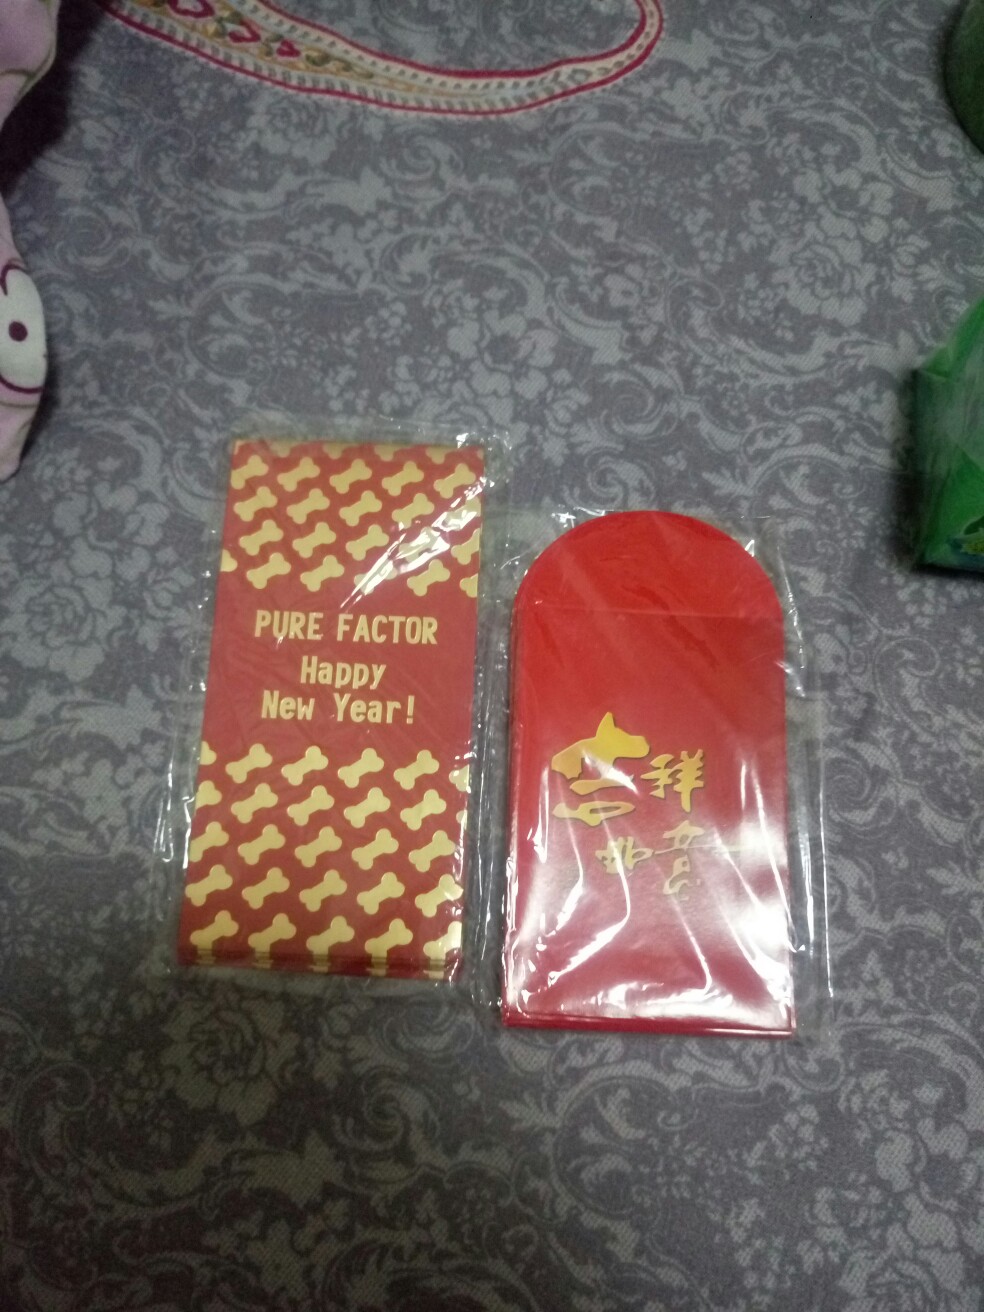 PURE FACTOR
Happy
New Year!
吉祥
如意